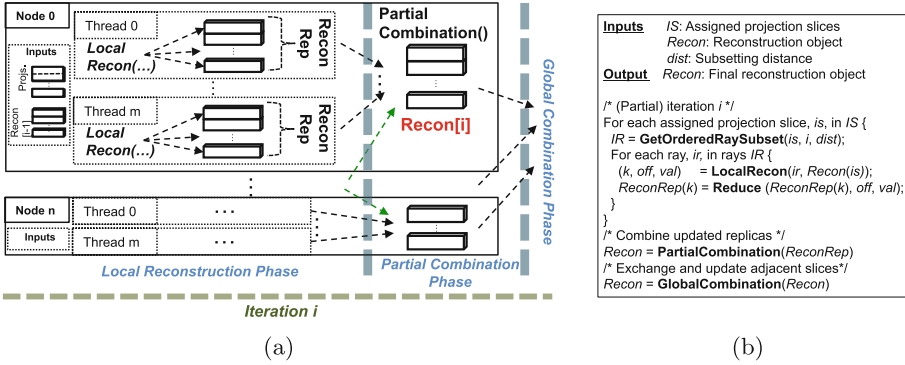 Node 0
Thread 0
Local
Recon(...)
Recon
Rep
Inputs
Projs.
Recon
[i-1]
Thread m
Local
Recon(...)
Recon
Rep
Partial
Combination()
Recon[i]
Node n
Inputs
Thread 0
Thread m
Local Reconstruction Phase
Partial Combination
Phase
Global Combination Phase
Iteration i
(a)
Inputs IS: Assigned projection slices
Recon: Reconstruction object
dist: Subsetting distance
Output Recon: Final reconstruction object
/* (Partial) iteration i */
For each assigned projection slice, is, in IS {
IR = GetOrderedRaySubset(is, i, dist);
For each ray, ir, in rays IR {
(k, off, val) = LocalRecon(ir, Recon(is));
ReconRep(k) = Reduce (ReconRep(k), off, val);
}
}
/* Combine updated replicas */
Recon = PartialCombination(ReconRep)
/* Exchange and update adjacent slices*/
Recon = GlobalCombination(Recon)
(b)